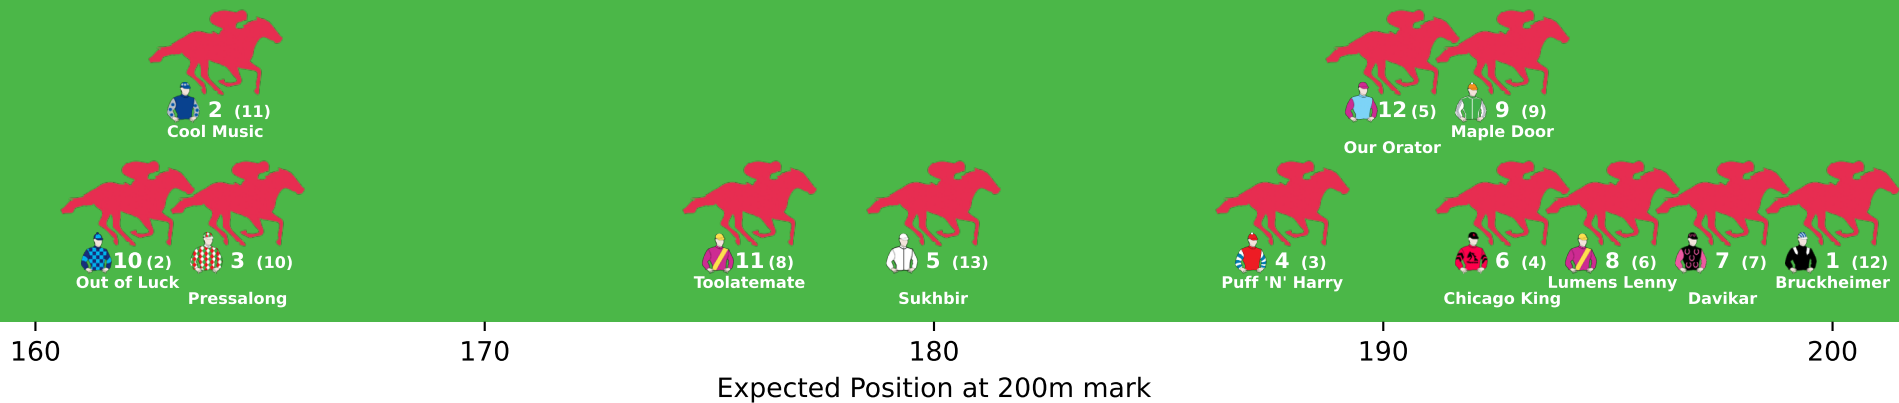 2 (11)
Cool Music
12 (5)
Our Orator
9 (9)
Maple Door
10 (2)
Out of Luck
3 (10)
Pressalong
11 (8)
Toolatemate
5 (13)
Sukhbir
4 (3)
Puff 'N' Harry
6 (4)
Chicago King
8 (6)
Lumens Lenny
7 (7)
Davikar
1 (12)
Bruckheimer
160 170 180 190 200
Expected Position at 200m mark